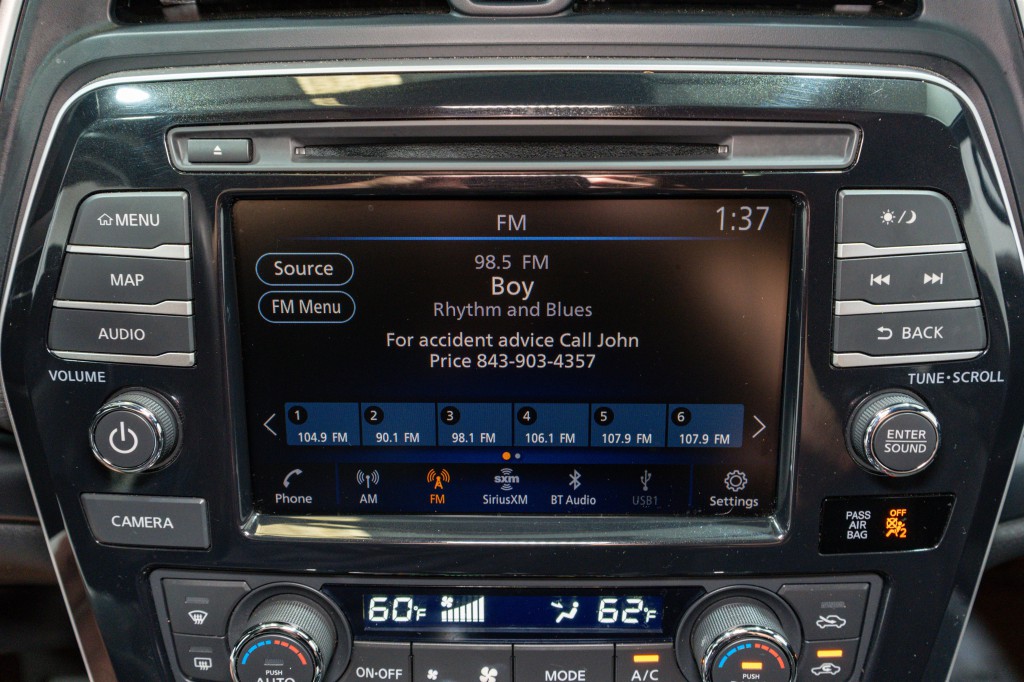 FM
1:37
MENU
MAP
AUDIO
VOLUME
CAMERA
Source
FM Menu
98.5 FM
Boy
Rhythm and Blues
For accident advice Call John
Price 843-903-4357
1 2 3 4 5 6
104.9 FM 90.1 FM 98.1 FM 106.1 FM 107.9 FM 107.9 FM
Phone
AM
FM
sxm
SiriusXM
BT Audio
USB1
Settings
BACK
TUNE•SCROLL
ENTER
SOUND
PASS
AIR
BAG
OFF
2
60°F
62°F
PUSH
AUTO
ON•OFF
MODE
A/C
PUSH